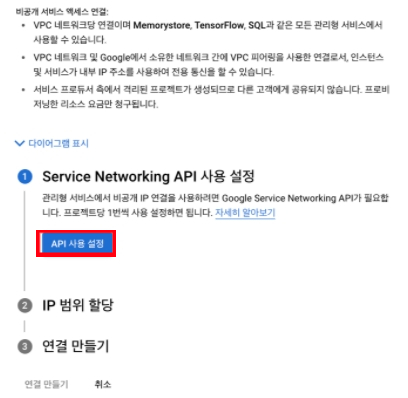 비공개 서비스 액세스 연결:
• VPC 네트워크당 연결이며 Memorystore, TensorFlow, SQL과 같은 모든 관리형 서비스에서
사용할 수 있습니다.
• VPC 네트워크 및 Google에서 소유한 네트워크 간에 VPC 피어링을 사용한 연결로서, 인스턴스
및 서비스가 내부 IP 주소를 사용하여 전용 통신을 할 수 있습니다.
• 서비스 프로듀서 측에서 격리된 프로젝트가 생성되므로 다른 고객에게 공유되지 않습니다. 프로비
저닝한 리소스 요금만 청구됩니다.
다이어그램 표시
1 Service Networking API 사용 설정
관리형 서비스에서 비공개 IP 연결을 사용하려면 Google Service Networking API가 필요합
니다. 프로젝트당 1번씩 사용 설정하면 됩니다. 자세히 알아보기
API 사용 설정
2 IP 범위 할당
3 연결 만들기
연결 만들기 취소